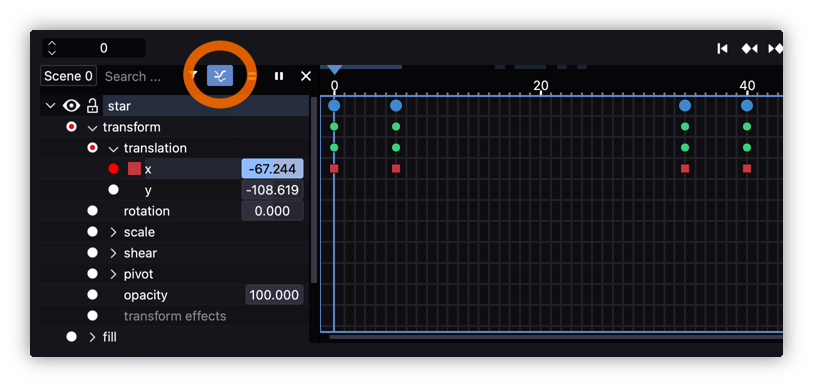 0
Scene 0 Search ...
0 20 40
star
transform
translation
x -67.244
y -108.619
rotation 0.000
scale
shear
pivot
opacity 100.000
transform effects
fill